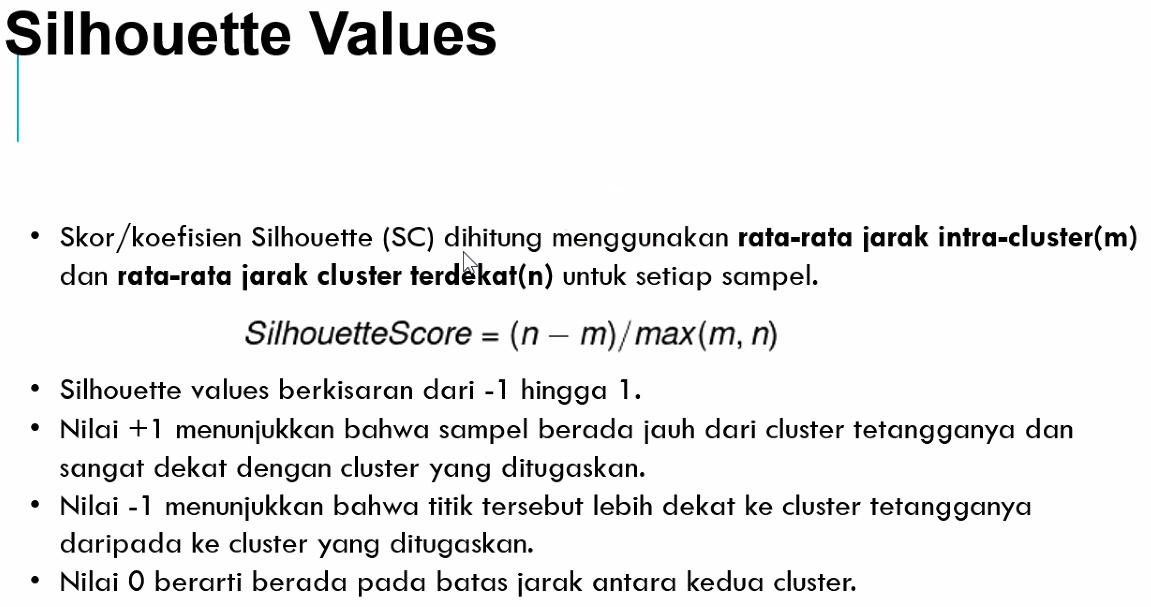 Silhouette Values
• Skor/koefisien Silhouette (SC) dihitung menggunakan rata-rata jarak intra-cluster(m)
dan rata-rata jarak cluster terdekat(n) untuk setiap sampel.
SilhouetteScore = (n − m)/max(m, n)
• Silhouette values berkisaran dari -1 hingga 1.
• Nilai +1 menunjukkan bahwa sampel berada jauh dari cluster tetangganya dan
sangat dekat dengan cluster yang ditugaskan.
• Nilai -1 menunjukkan bahwa titik tersebut lebih dekat ke cluster tetangganya
daripada ke cluster yang ditugaskan.
• Nilai 0 berarti berada pada batas jarak antara kedua cluster.